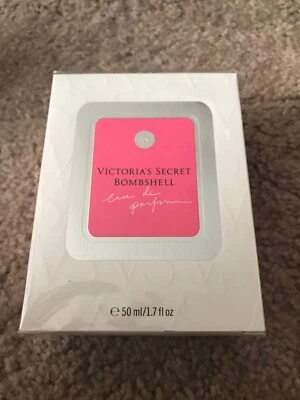 VICTORIA'S SECRET
BOMBSHELL
eau de
parfum
℮ 50 ml/1.7 fl oz